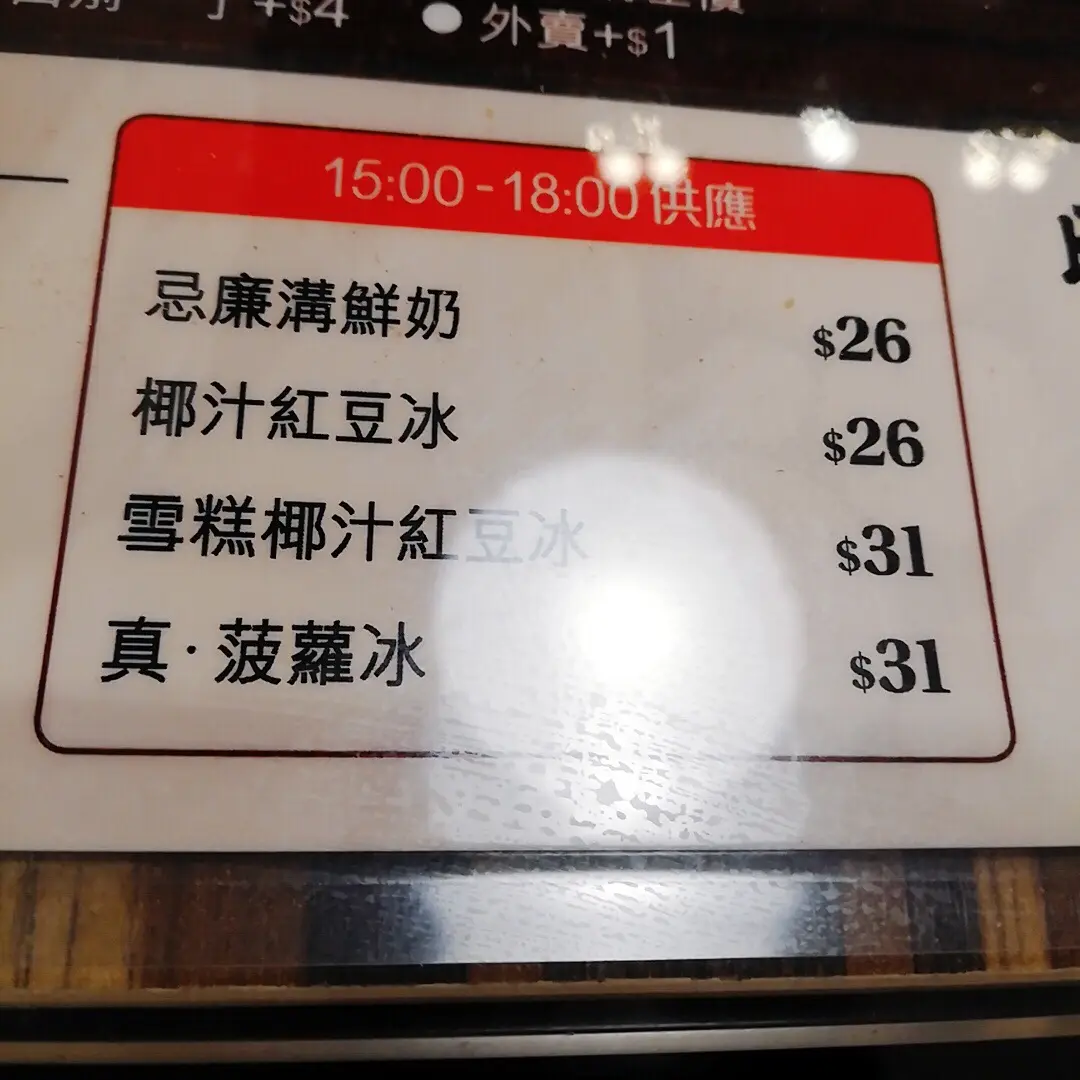 +$4
外賣+$1
15:00-18:00供應
忌廉溝鮮奶 $26
椰汁紅豆冰 $26
雪糕椰汁紅豆冰 $31
真·菠蘿冰 $31